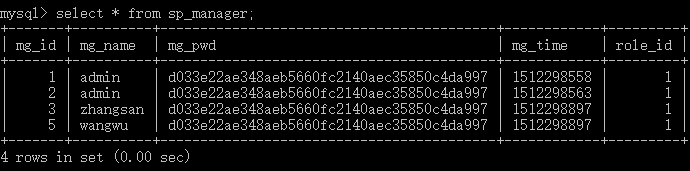 mysql> select * from sp_manager;
+-------+----------+------------------------------------------+------------+---------+
| mg_id | mg_name | mg_pwd | mg_time | role_id |
+-------+----------+------------------------------------------+------------+---------+
| 1 | admin | d033e22ae348aeb5660fc2140aec35850c4da997 | 1512298558 | 1 |
| 2 | admin | d033e22ae348aeb5660fc2140aec35850c4da997 | 1512298563 | 1 |
| 3 | zhangsan | d033e22ae348aeb5660fc2140aec35850c4da997 | 1512298897 | 1 |
| 5 | wangwu | d033e22ae348aeb5660fc2140aec35850c4da997 | 1512298897 | 1 |
+-------+----------+------------------------------------------+------------+---------+
4 rows in set (0.00 sec)